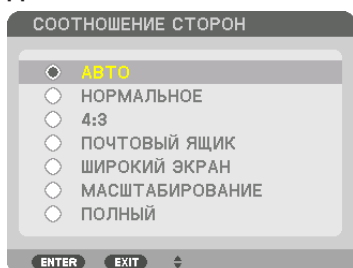 СООТНОШЕНИЕ СТОРОН
АВТО
НОРМАЛЬНОЕ
4:3
ПОЧТОВЫЙ ЯЩИК
ШИРОКИЙ ЭКРАН
МАСШТАБИРОВАНИЕ
ПОЛНЫЙ
ENTER EXIT